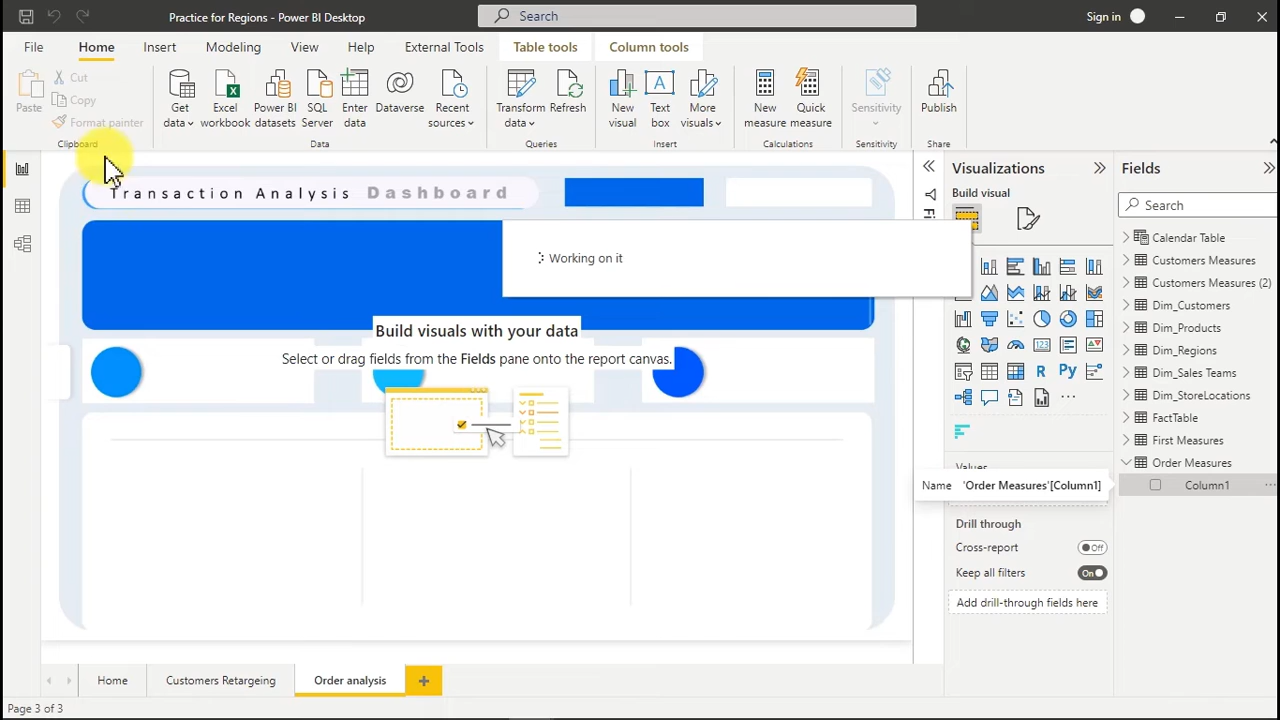 Practice for Regions - Power BI Desktop
Search
Sign in
File
Home
Insert
Modeling
View
Help
External Tools
Table tools
Column tools
Paste
Cut
Copy
Format painter
Clipboard
Get data
Excel workbook
Power BI datasets
SQL Server
Enter data
Dataverse
Recent sources
Data
Transform data
Refresh
Queries
New visual
Text box
More visuals
Insert
New measure
Quick measure
Calculations
Sensitivity
Sensitivity
Publish
Share
Transaction Analysis Dashboard
Working on it
Build visuals with your data
Select or drag fields from the Fields pane onto the report canvas.
Visualizations
Build visual
R
Py
123
Values
Name 'Order Measures'[Column1]
Drill through
Cross-report
Off
Keep all filters
On
Add drill-through fields here
Fields
Search
Calendar Table
Customers Measures
Customers Measures (2)
Dim_Customers
Dim_Products
Dim_Regions
Dim_Sales Teams
Dim_StoreLocations
FactTable
First Measures
Order Measures
Column1
Home
Customers Retargeing
Order analysis
Page 3 of 3